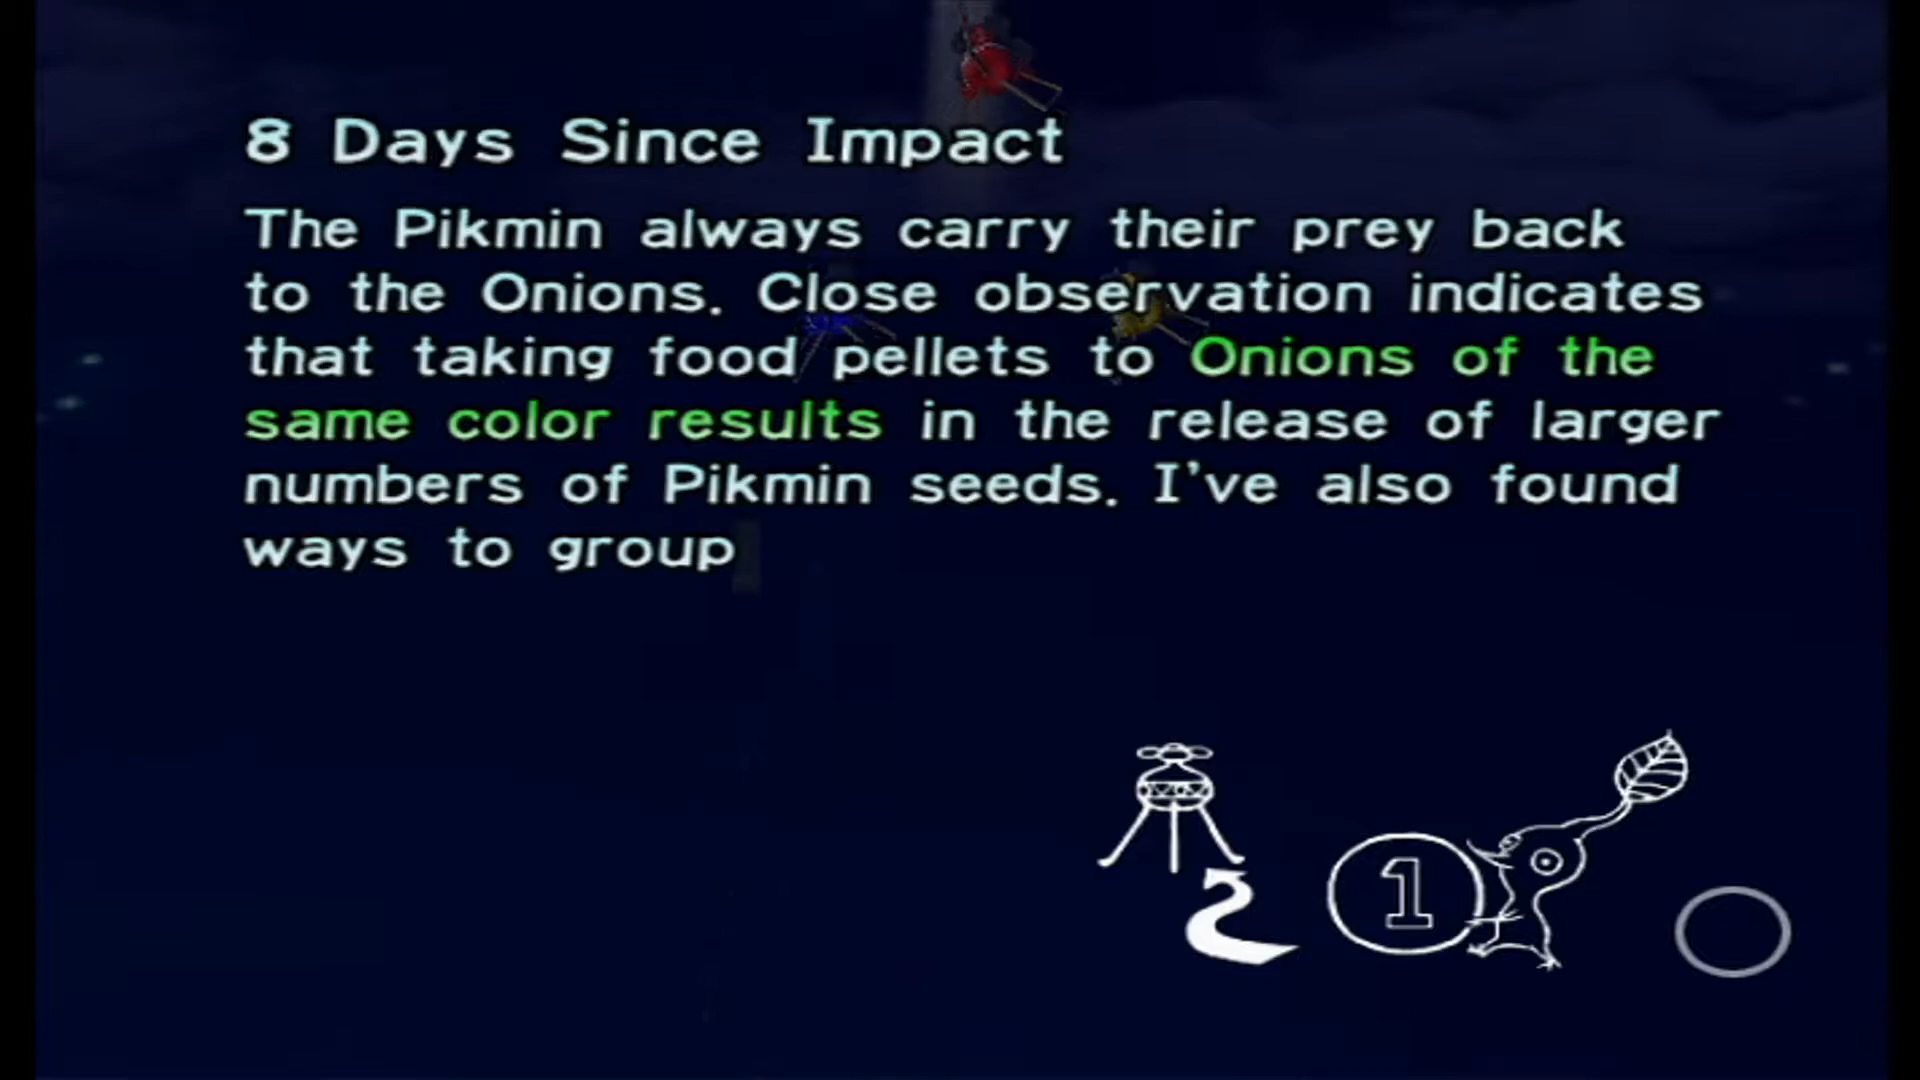 8 Days Since Impact
The Pikmin always carry their prey back
to the Onions. Close observation indicates
that taking food pellets to Onions of the
same color results in the release of larger
numbers of Pikmin seeds. I've also found
ways to group
1